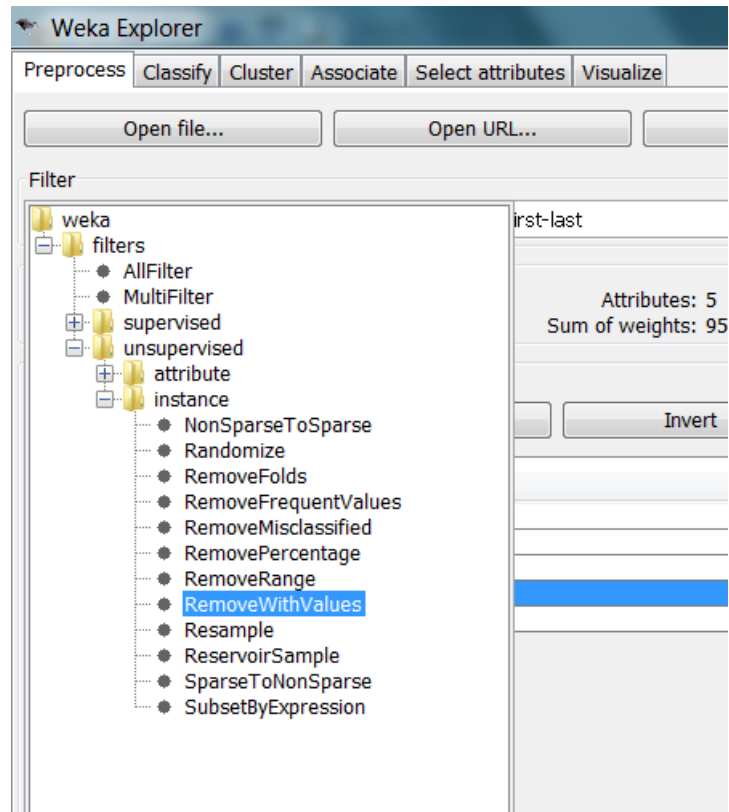 Weka Explorer
Preprocess Classify Cluster Associate Select attributes Visualize
Open file... Open URL...
Filter
weka irst-last
filters
AllFilter
MultiFilter Attributes: 5
supervised Sum of weights: 95
unsupervised
attribute
instance
NonSparseToSparse Invert
Randomize
RemoveFolds
RemoveFrequentValues
RemoveMisclassified
RemovePercentage
RemoveRange
RemoveWithValues
Resample
ReservoirSample
SparseToNonSparse
SubsetByExpression